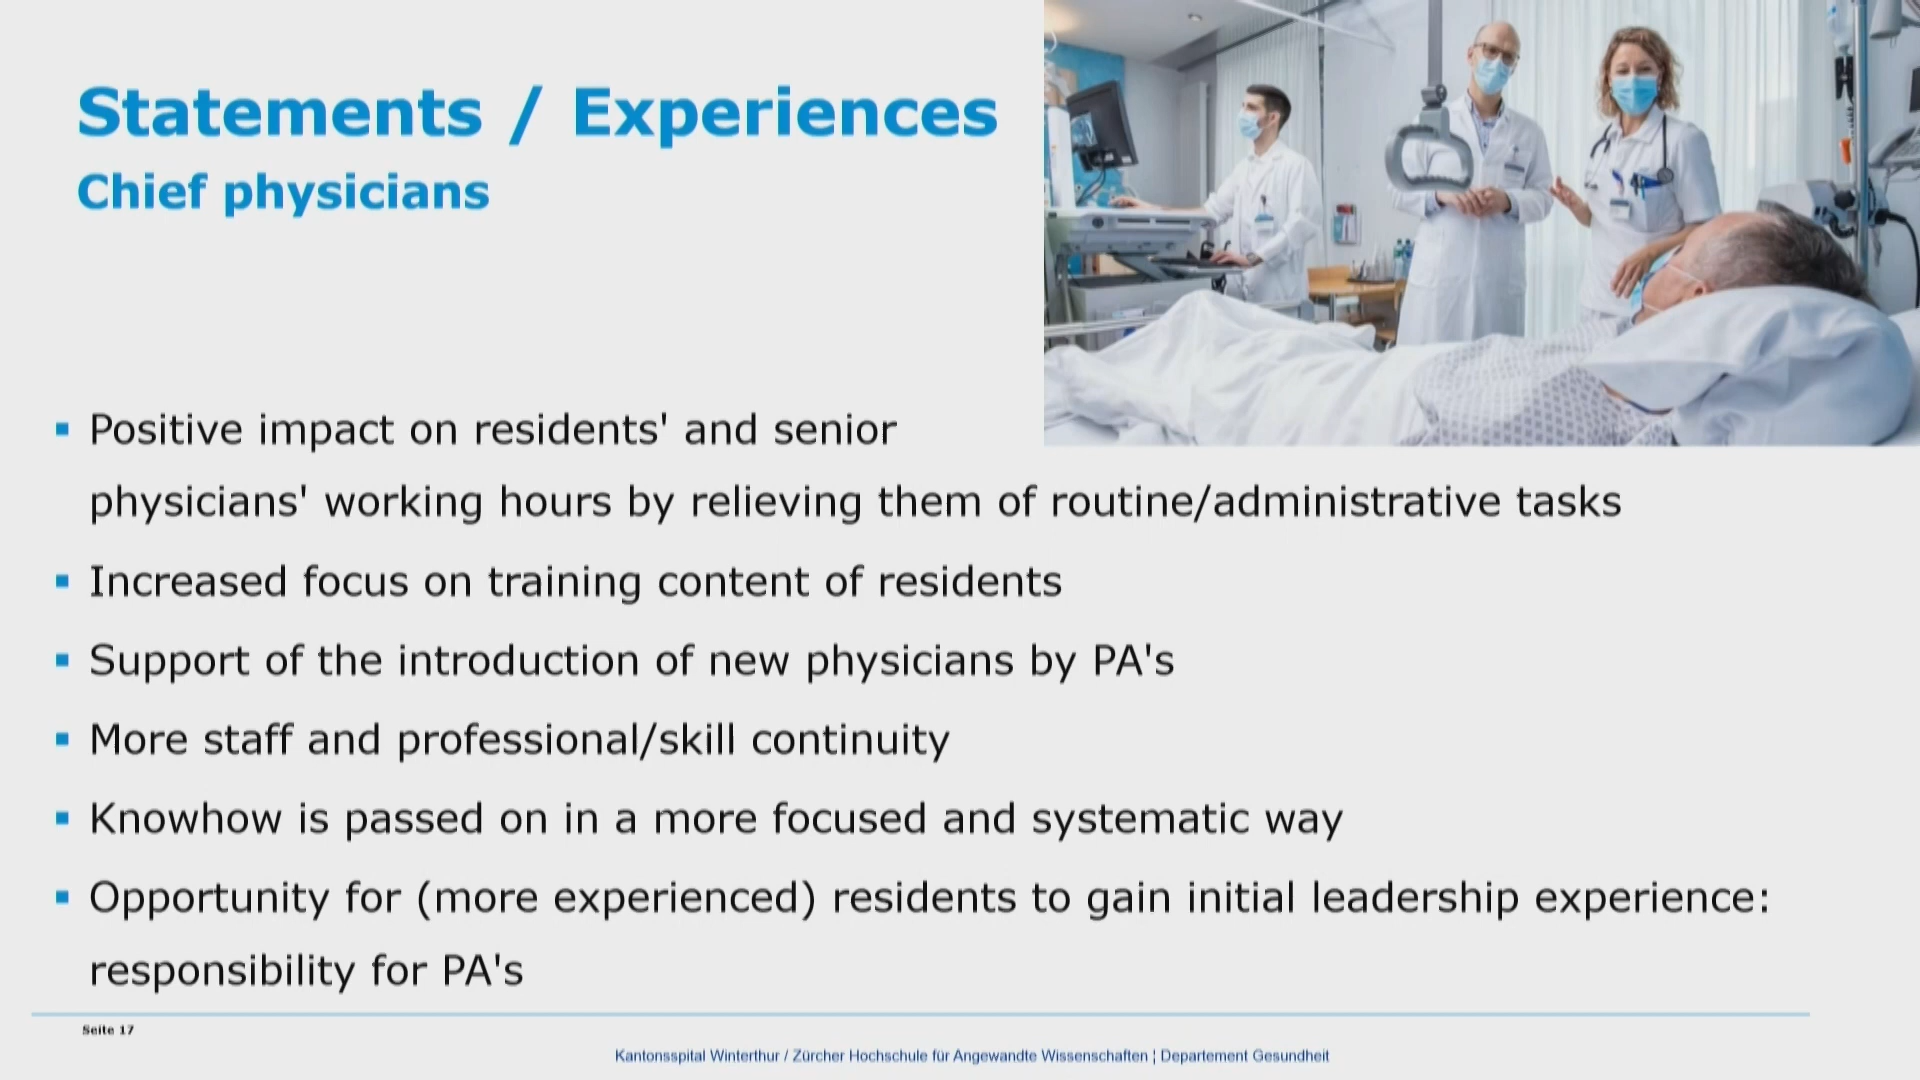 Statements / Experiences
Chief physicians
▪ Positive impact on residents' and senior
physicians' working hours by relieving them of routine/administrative tasks
▪ Increased focus on training content of residents
▪ Support of the introduction of new physicians by PA's
▪ More staff and professional/skill continuity
▪ Knowhow is passed on in a more focused and systematic way
▪ Opportunity for (more experienced) residents to gain initial leadership experience:
responsibility for PA's
Seite 17
Kantonsspital Winterthur / Zürcher Hochschule für Angewandte Wissenschaften ¦ Departement Gesundheit